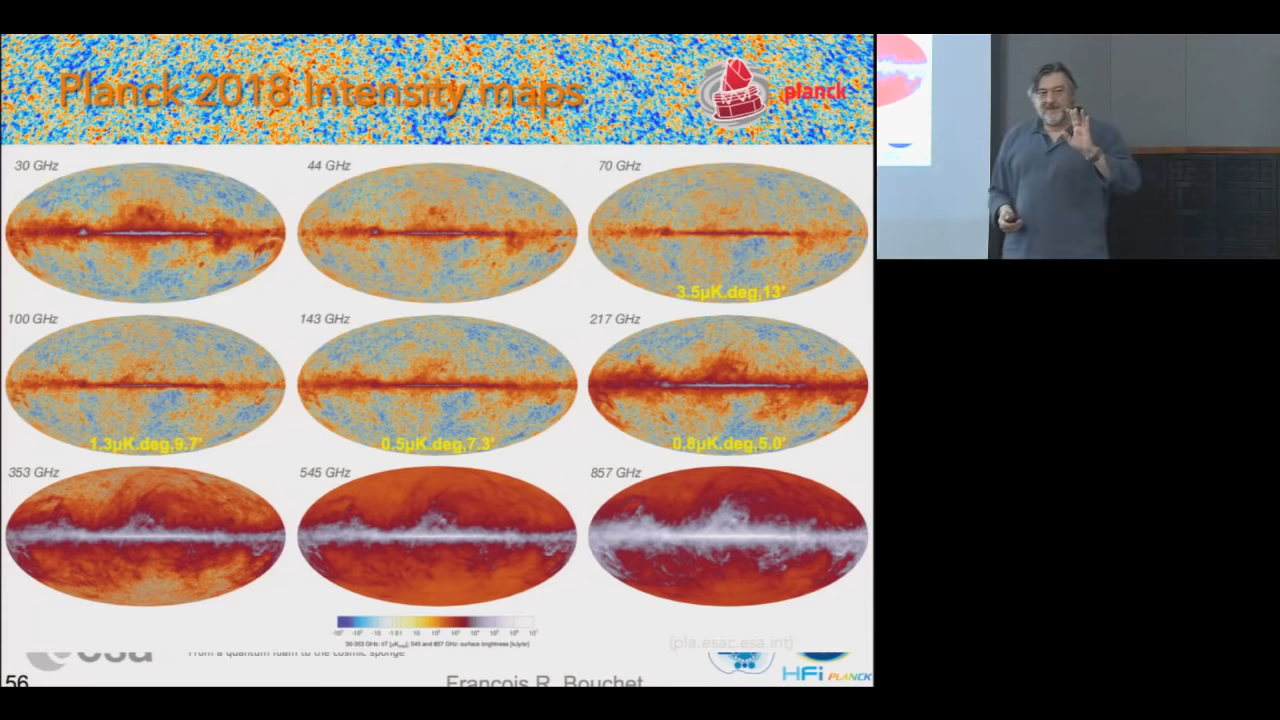 Planck 2018 Intensity maps
planck
30 GHz
44 GHz
70 GHz
3.5µK.deg,13'
100 GHz
143 GHz
217 GHz
1.3µK.deg,9.7'
0.5µK.deg,7.3'
0.8µK.deg,5.0'
353 GHz
545 GHz
857 GHz
(pla.esac.esa.int)
esa
From a quantum foam to the cosmic sponge
HFi PLANCK
56
François R. Bouchet